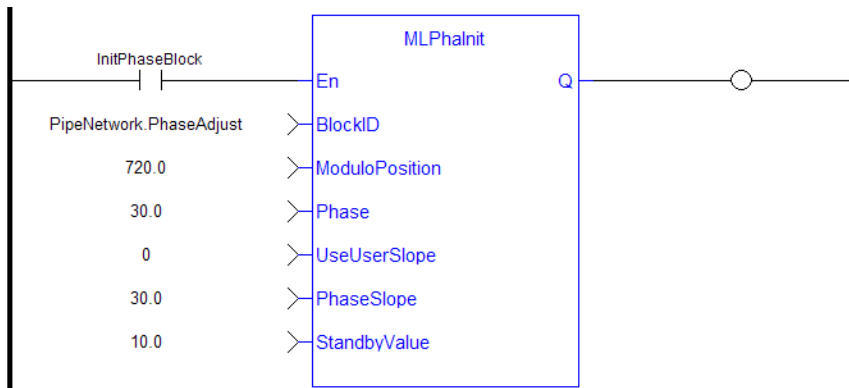 MLPhaInit
InitPhaseBlock
En Q
PipeNetwork.PhaseAdjust BlockID
720.0 ModuloPosition
30.0 Phase
0 UseUserSlope
30.0 PhaseSlope
10.0 StandbyValue